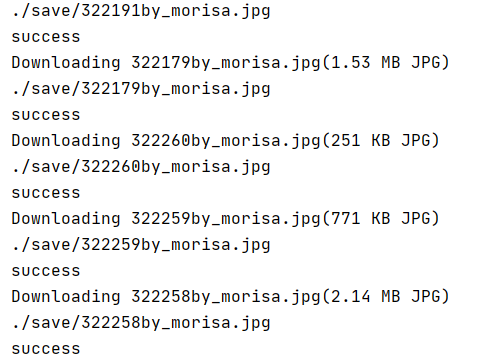 ./save/322191by_morisa.jpg
success
Downloading 322179by_morisa.jpg(1.53 MB JPG)
./save/322179by_morisa.jpg
success
Downloading 322260by_morisa.jpg(251 KB JPG)
./save/322260by_morisa.jpg
success
Downloading 322259by_morisa.jpg(771 KB JPG)
./save/322259by_morisa.jpg
success
Downloading 322258by_morisa.jpg(2.14 MB JPG)
./save/322258by_morisa.jpg
success